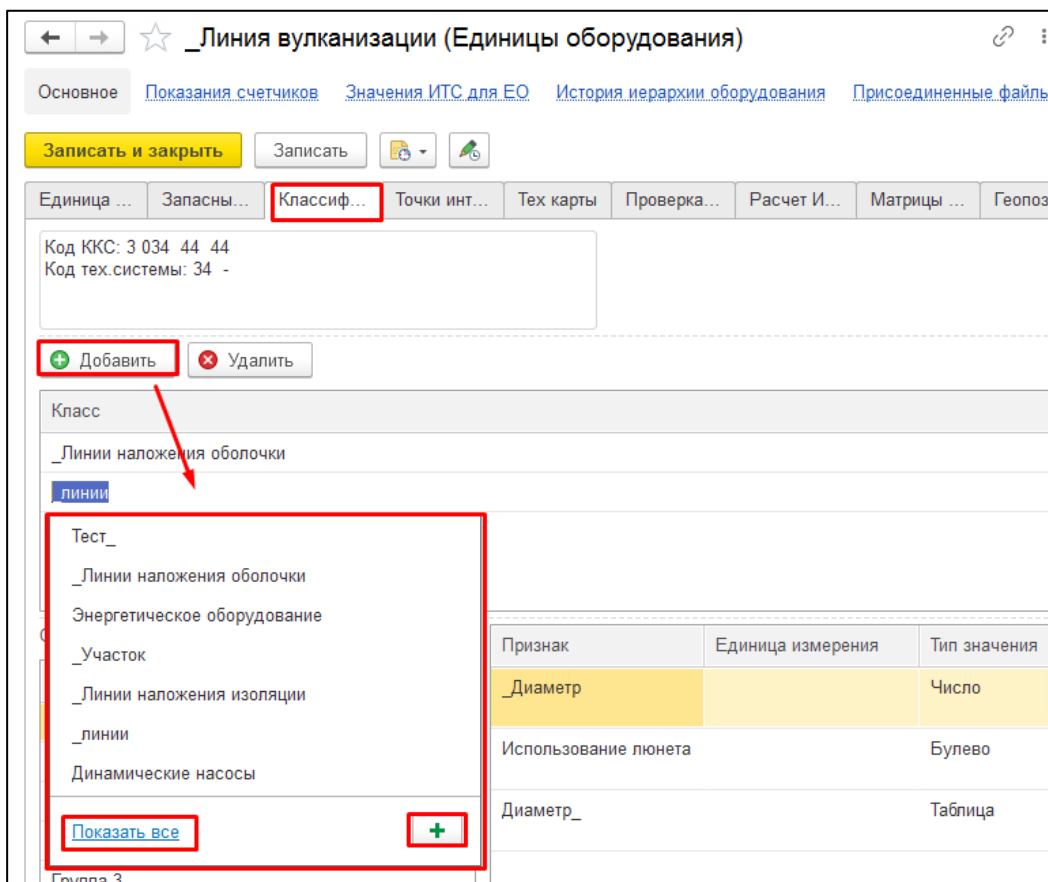 _Линия вулканизации (Единицы оборудования)
Основное Показания счетчиков Значения ИТС для ЕО История иерархии оборудования Присоединенные файлы
Записать и закрыть Записать
Единица ... Запасны... Классиф... Точки инт... Тех карты Проверка... Расчет И... Матрицы ... Геопоз
Код ККС: 3 034 44 44
Код тех.системы: 34 -
Добавить Удалить
Класс
_Линии наложения оболочки
_линии
Тест_
_Линии наложения оболочки
Энергетическое оборудование
_Участок
_Линии наложения изоляции
_линии
Динамические насосы
Показать все
Признак Единица измерения Тип значения
_Диаметр Число
Использование люнета Булево
Диаметр_ Таблица
Группа 3